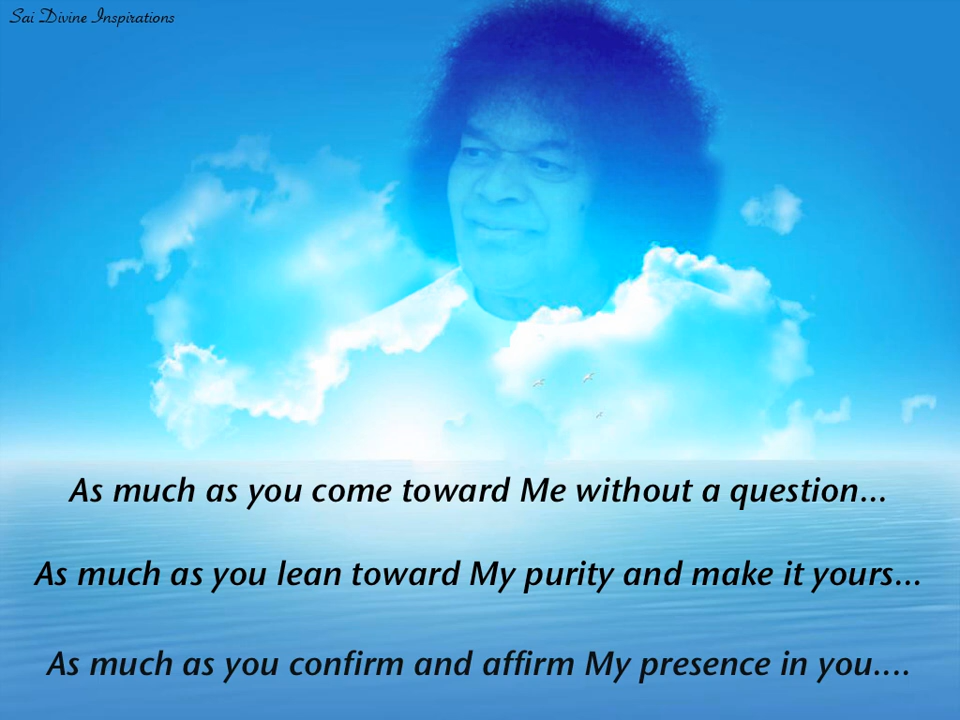 Sai Divine Inspirations
As much as you come toward Me without a question...
As much as you lean toward My purity and make it yours...
As much as you confirm and affirm My presence in you....